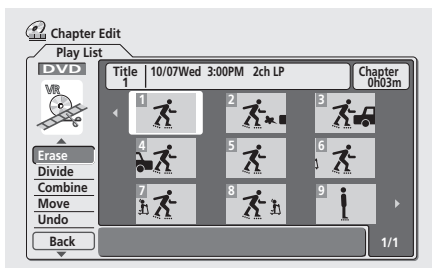 Chapter Edit
Play List
DVD
VR
Title 1
10/07Wed 3:00PM 2ch LP
Chapter 0h03m
1
2
3
4
5
6
7
8
9
Erase
Divide
Combine
Move
Undo
Back
1/1